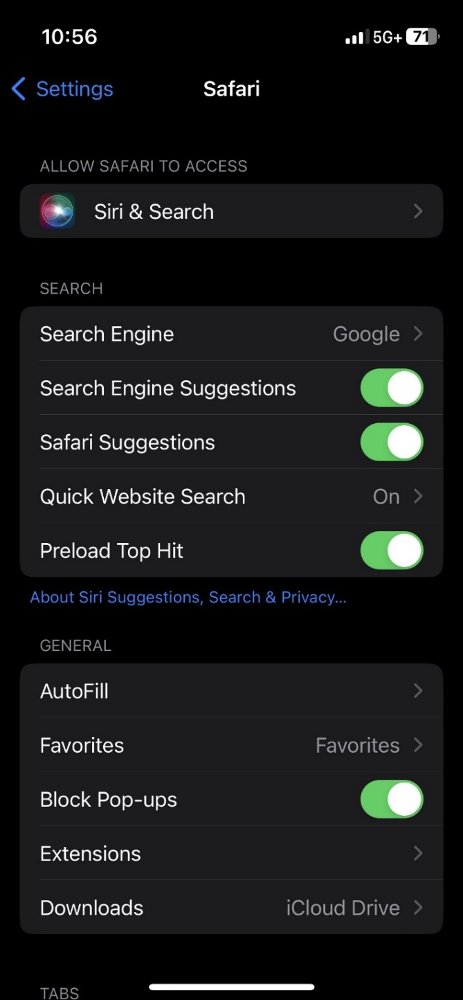 10:56
5G+ 71
Settings Safari
ALLOW SAFARI TO ACCESS
Siri & Search
SEARCH
Search Engine Google
Search Engine Suggestions
Safari Suggestions
Quick Website Search On
Preload Top Hit
About Siri Suggestions, Search & Privacy...
GENERAL
AutoFill
Favorites Favorites
Block Pop-ups
Extensions
Downloads iCloud Drive
TABS